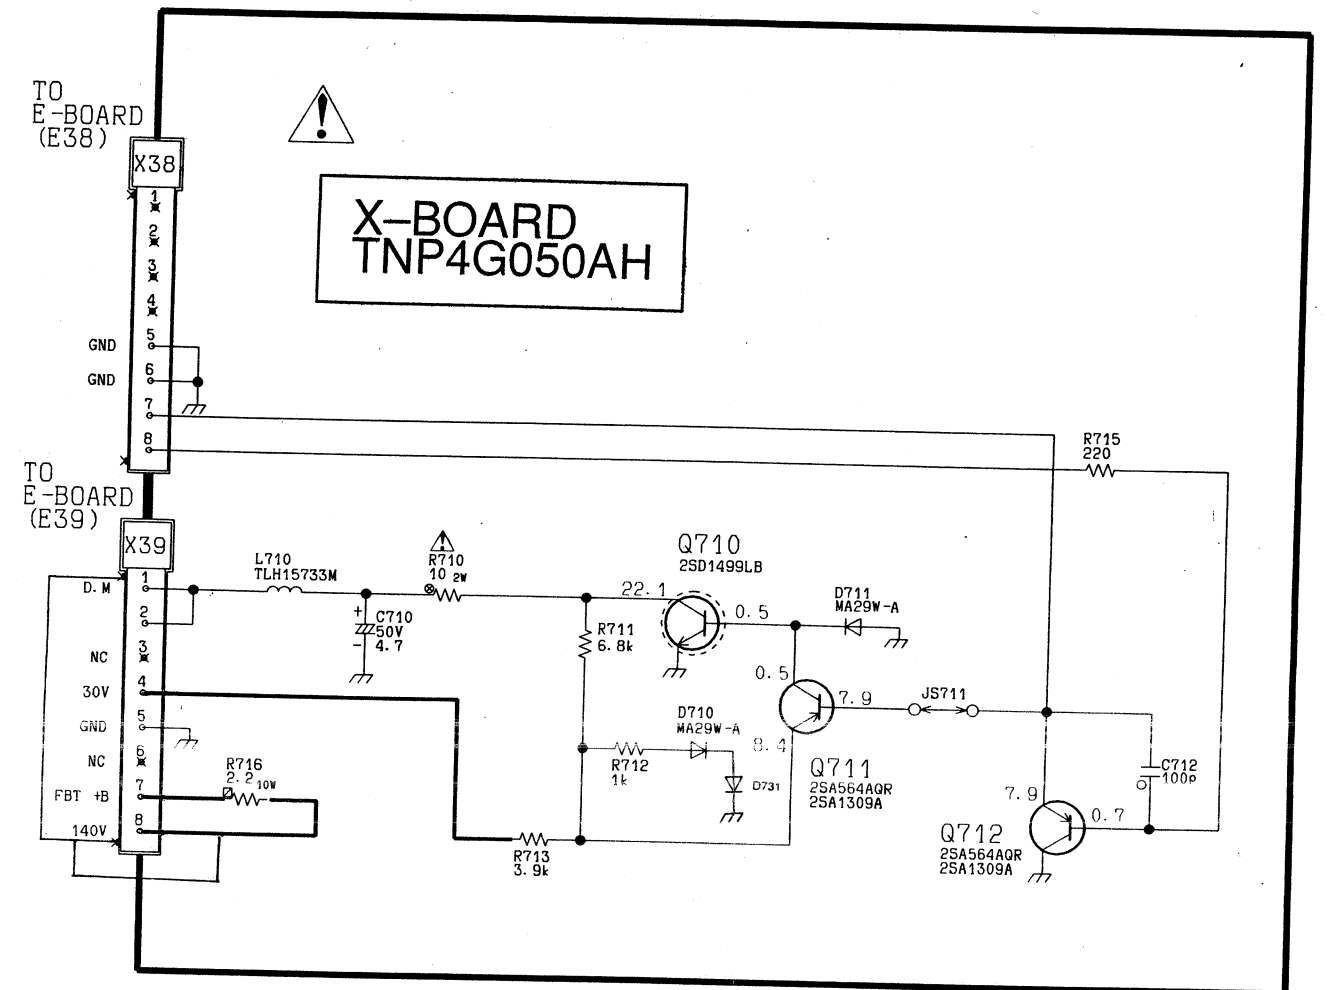 TO
E-BOARD
(E38)
X38
1
2
3
4
GND 5
GND 6
7
8
X-BOARD
TNP4G050AH
R715
220
TO
E-BOARD
(E39)
X39
D.M 1
2
NC 3
30V 4
GND 5
NC 6
FBT +B 7
140V 8
L710
TLH15733M
+ C710
50V
- 4.7
R710
10 2W
22.1
Q710
2SD1499LB
0.5
D711
MA29W-A
R711
6.8k
0.5
7.9
JS711
8.4
D710
MA29W-A
R712
1k
D731
Q711
2SA564AQR
2SA1309A
R716
2.2 10W
R713
3.9k
C712
100P
7.9
0.7
Q712
2SA564AQR
2SA1309A